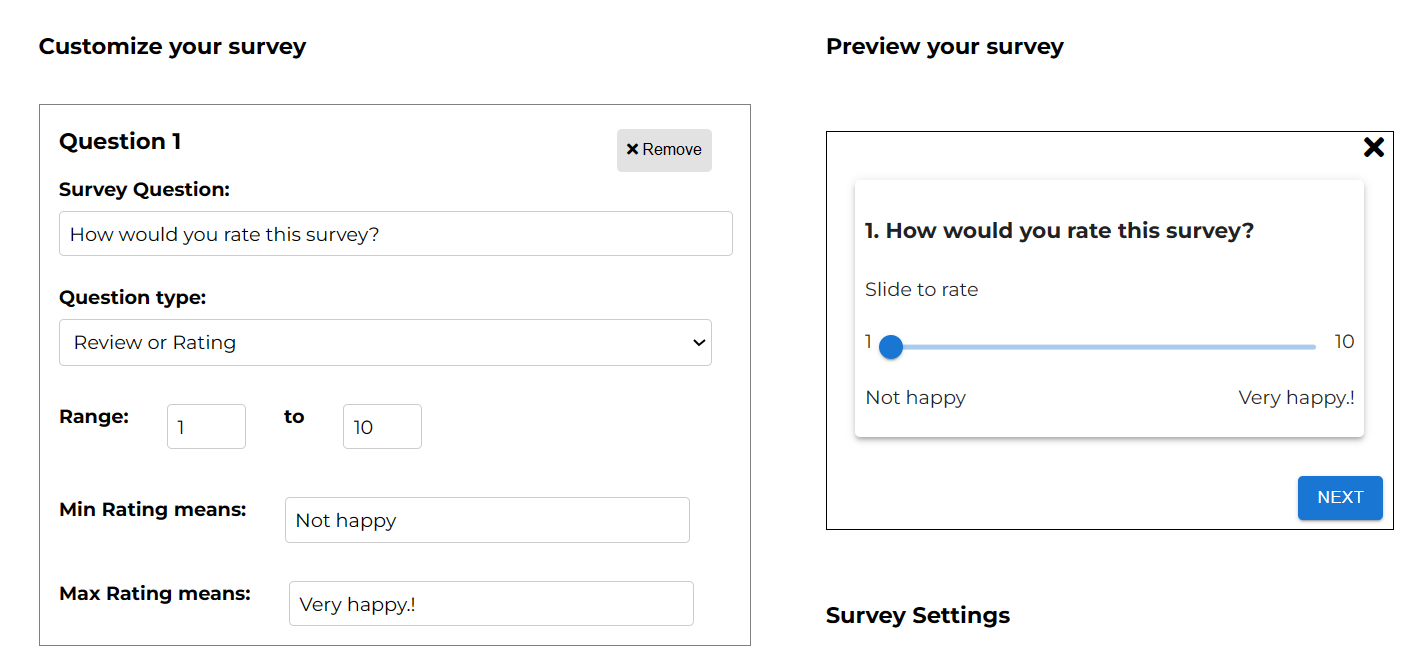 Customize your survey
Question 1
Remove
Survey Question:
How would you rate this survey?
Question type:
Review or Rating
Range: 1 to 10
Min Rating means: Not happy
Max Rating means: Very happy.!
Preview your survey
1. How would you rate this survey?
Slide to rate
1 10
Not happy Very happy.!
NEXT
Survey Settings